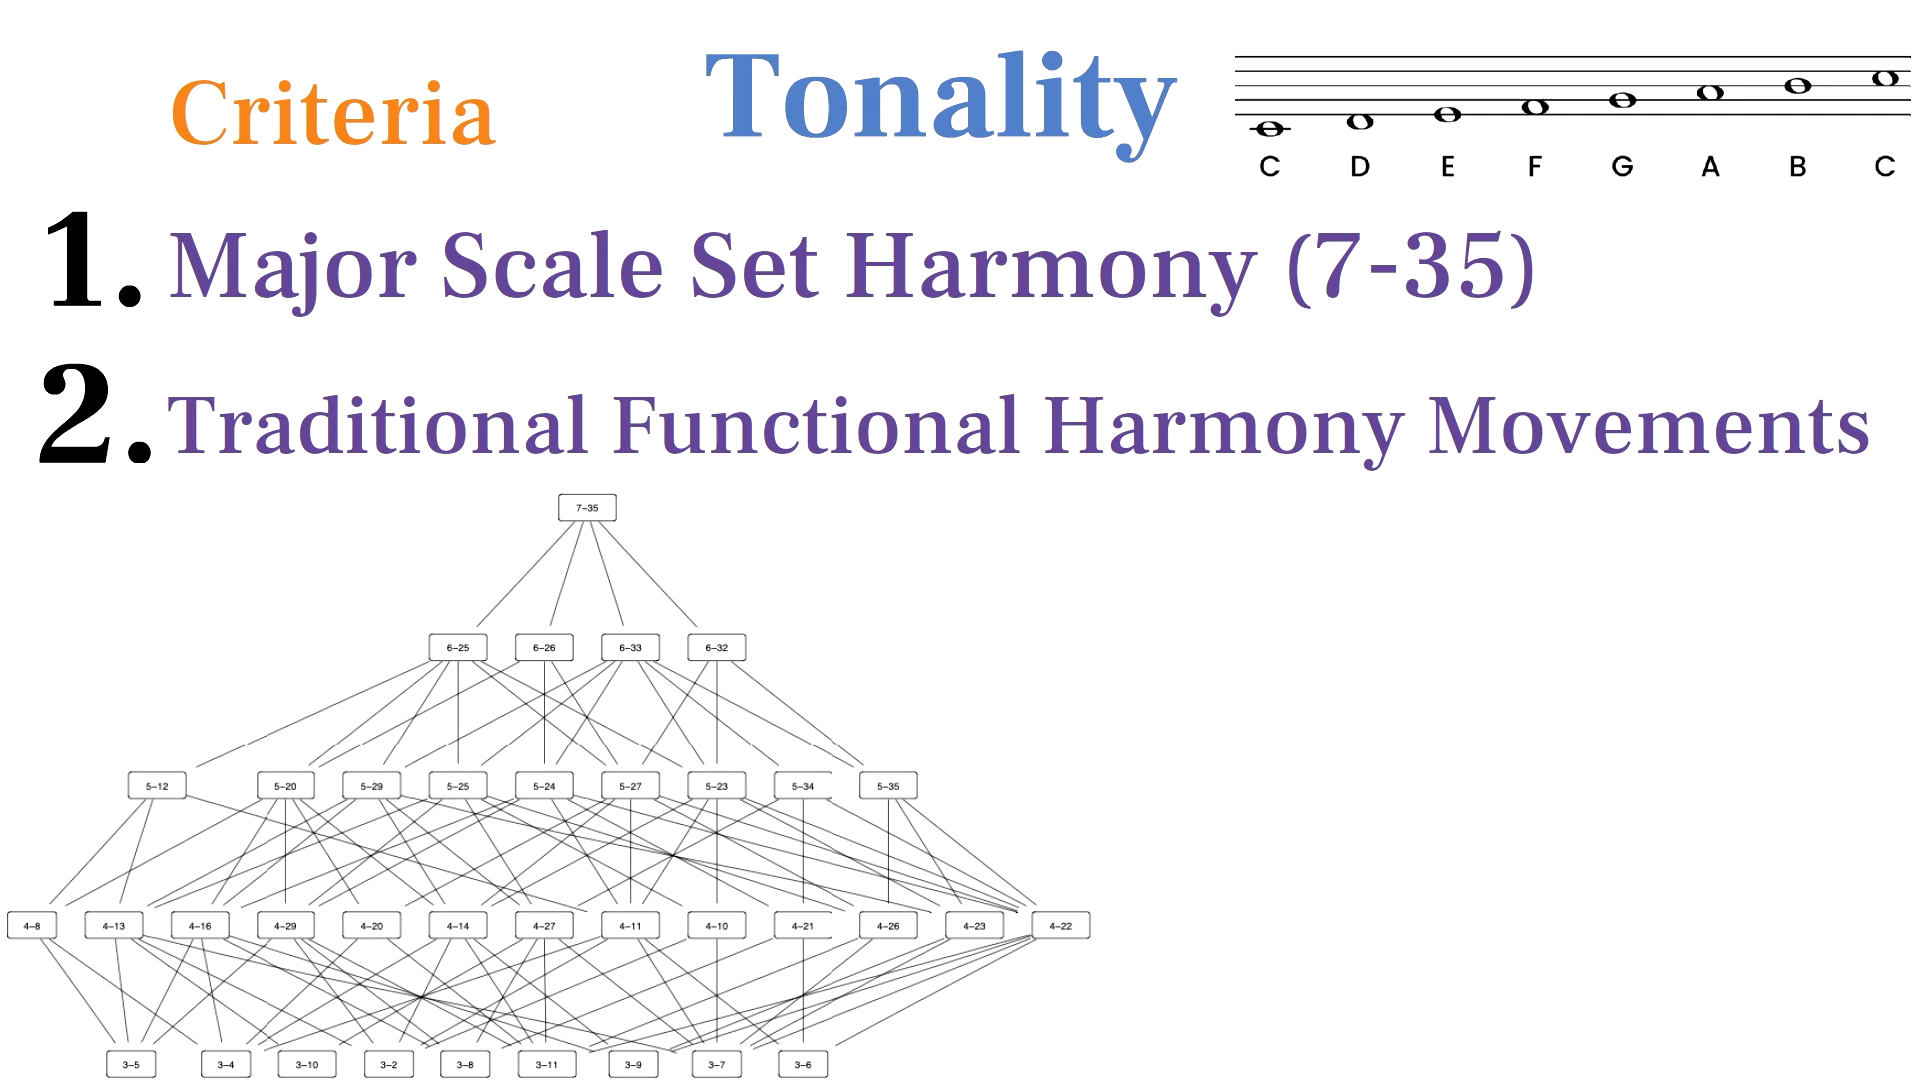 Criteria
Tonality
C D E F G A B C
1. Major Scale Set Harmony (7-35)
2. Traditional Functional Harmony Movements
7–35
6–25 6–26 6–33 6–32
5–12 5–20 5–29 5–25 5–24 5–27 5–23 5–34 5–35
4–8 4–13 4–16 4–29 4–20 4–14 4–27 4–11 4–10 4–21 4–26 4–23 4–22
3–5 3–4 3–10 3–2 3–8 3–11 3–9 3–7 3–6